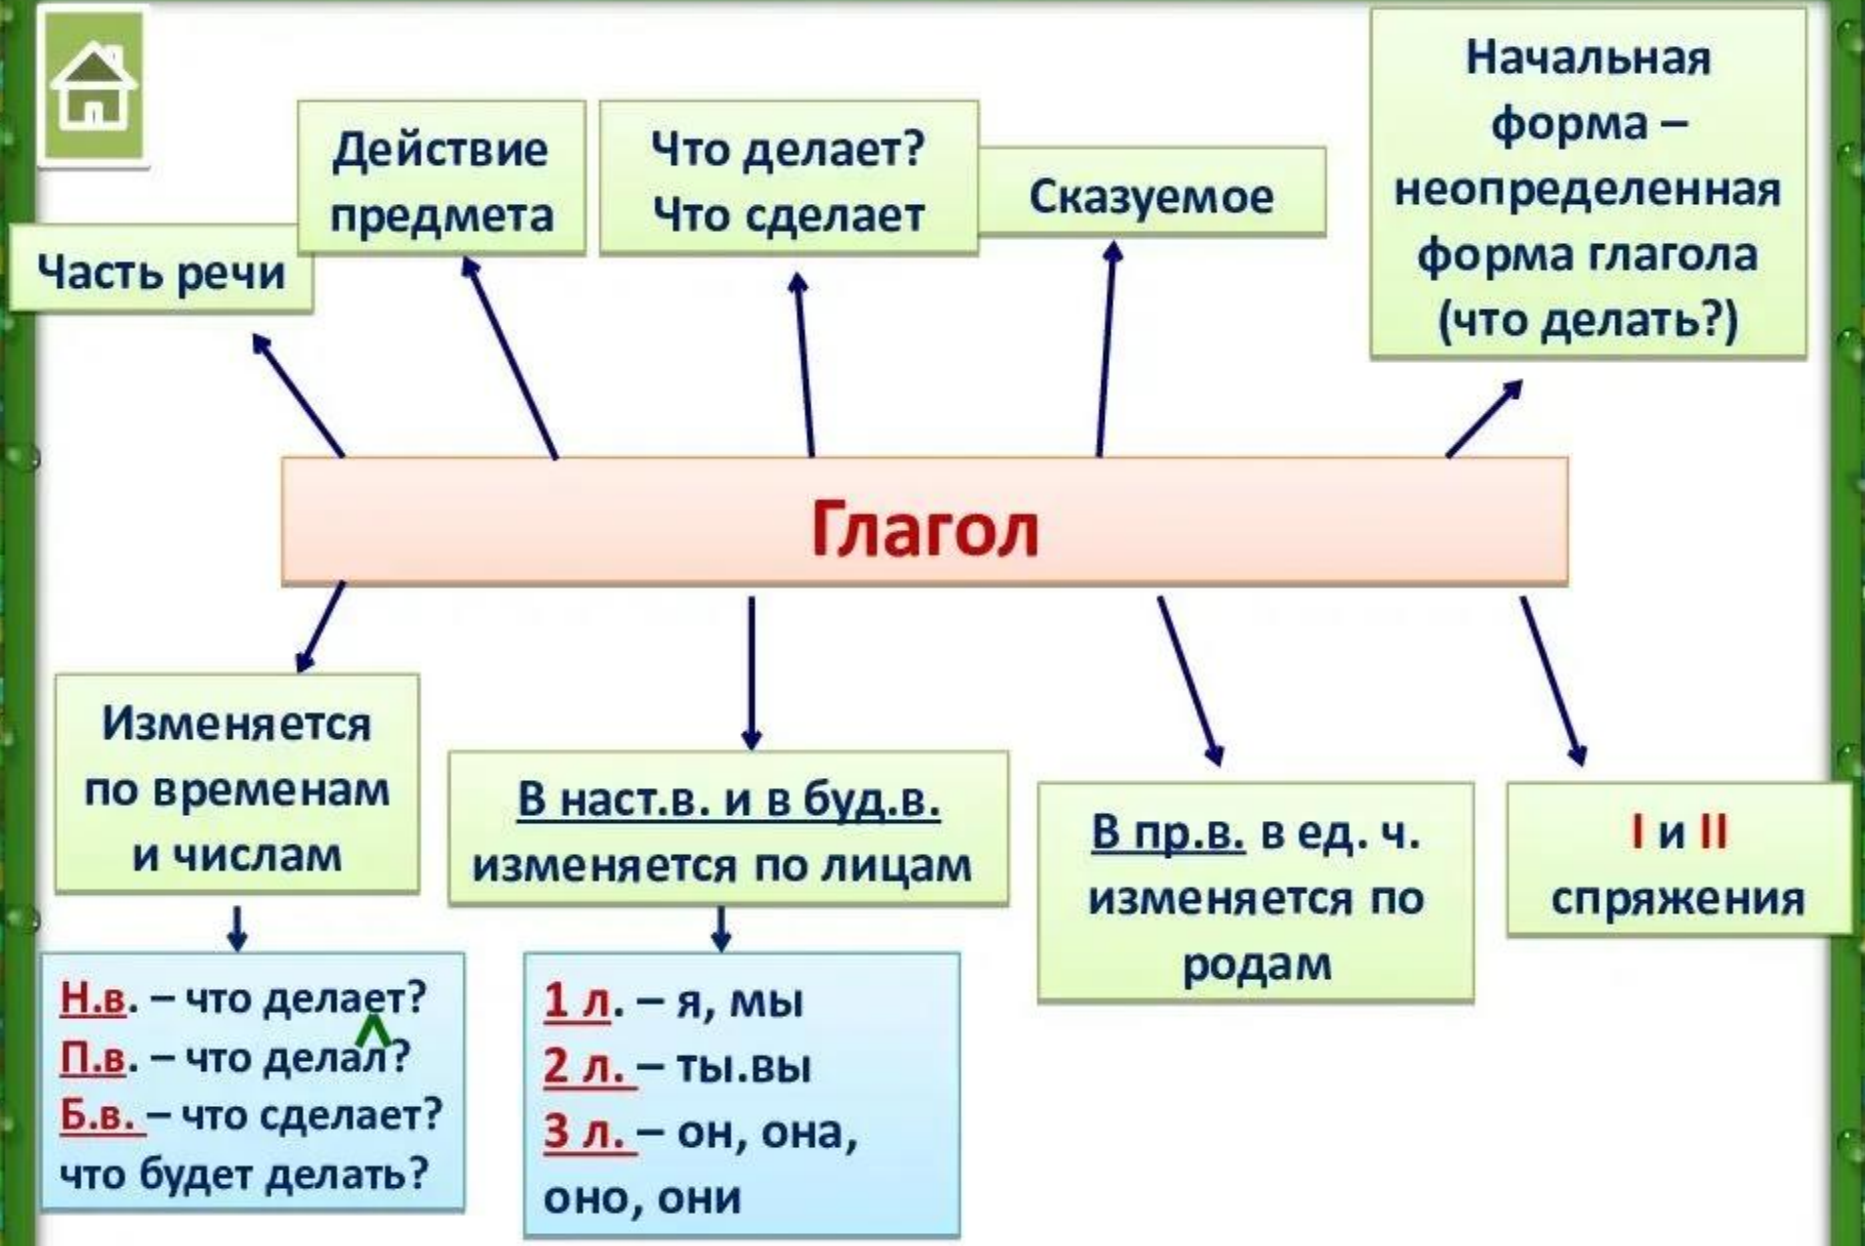 Часть речи
Действие
предмета
Что делает?
Что сделает
Сказуемое
Начальная
форма –
неопределенная
форма глагола
(что делать?)
Глагол
Изменяется
по временам
и числам
Н.в. – что делает?
П.в. – что делал?
Б.в. – что сделает?
что будет делать?
В наст.в. и в буд.в.
изменяется по лицам
1 л. – я, мы
2 л. – ты.вы
3 л. – он, она,
оно, они
В пр.в. в ед. ч.
изменяется по
родам
I и II
спряжения